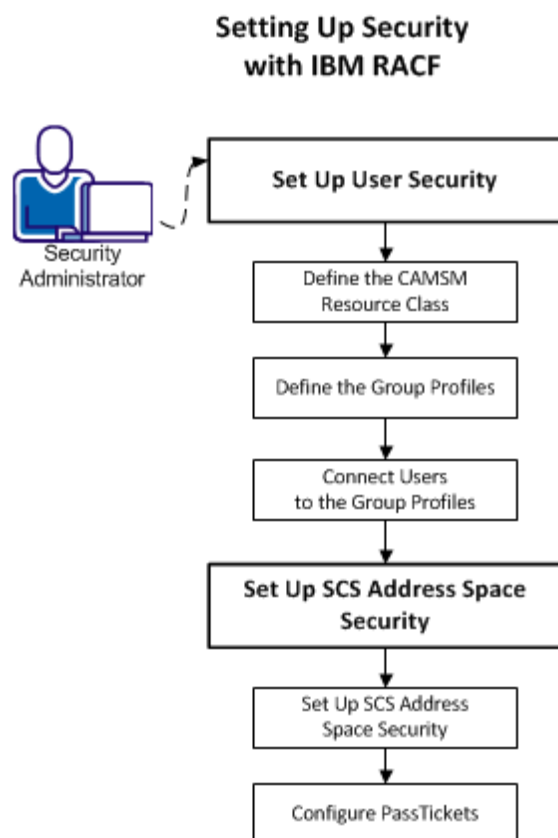 Setting Up Security
with IBM RACF
Set Up User Security
Security
Administrator
Define the CAMSM
Resource Class
Define the Group Profiles
Connect Users
to the Group Profiles
Set Up SCS Address Space
Security
Set Up SCS Address
Space Security
Configure PassTickets